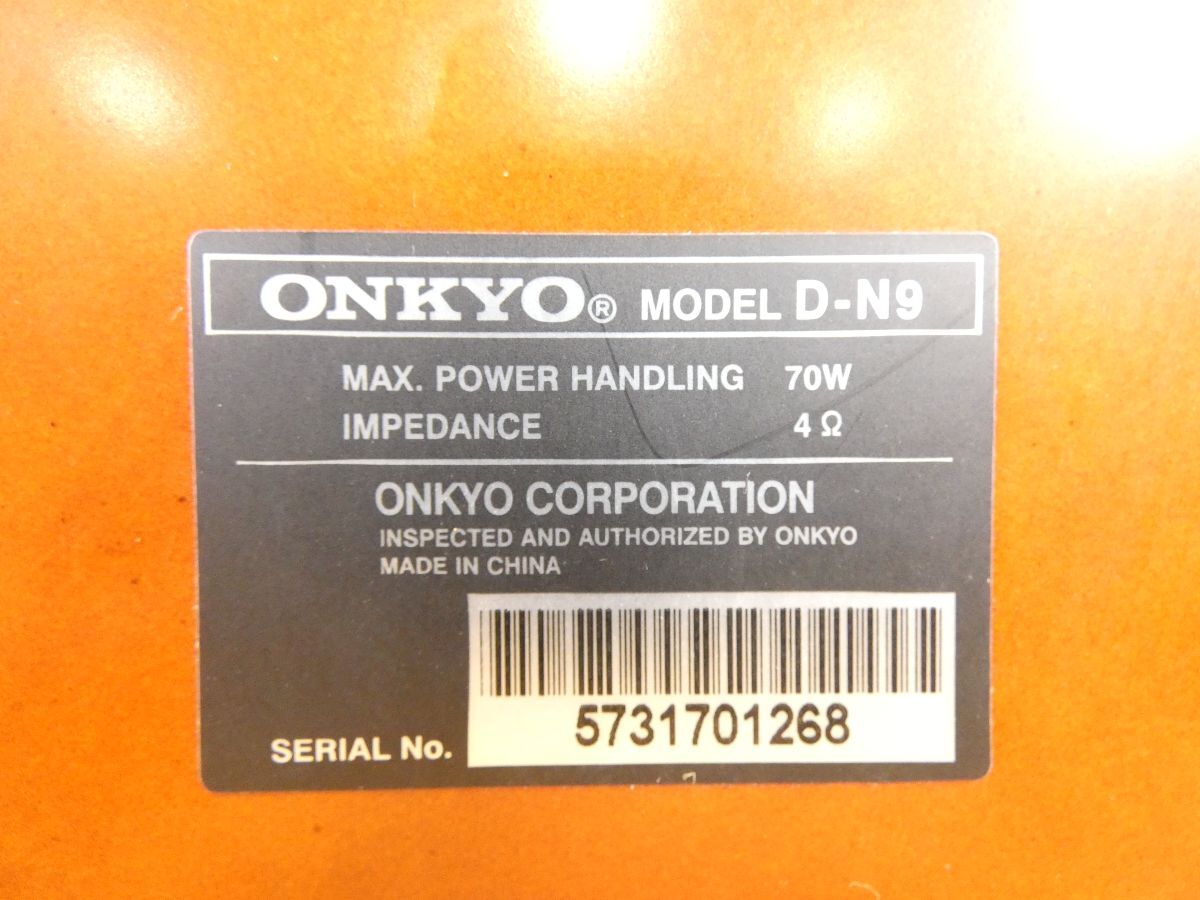 ONKYO® MODEL D-N9
MAX. POWER HANDLING 70W
IMPEDANCE 4 Ω
ONKYO CORPORATION
INSPECTED AND AUTHORIZED BY ONKYO
MADE IN CHINA
SERIAL No. 5731701268